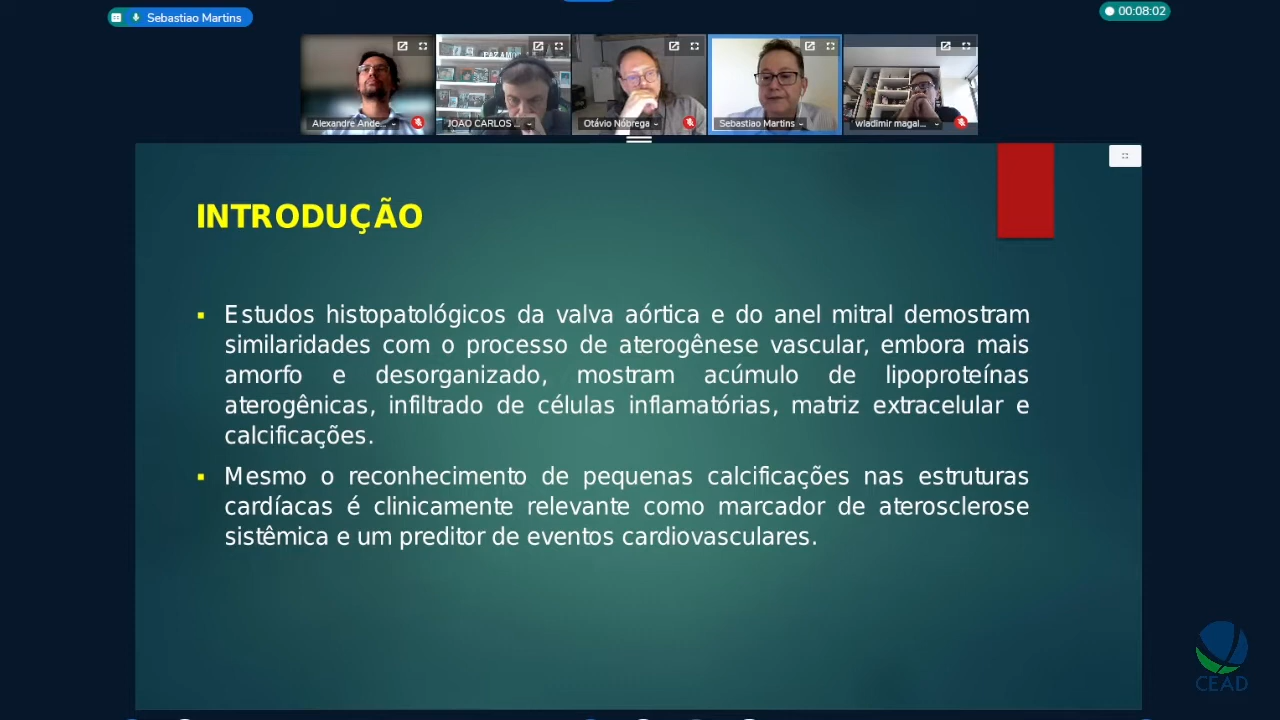 Sebastiao Martins
00:08:02
Alexandre Ande...
JOAO CARLOS ...
Otávio Nóbrega
Sebastiao Martins
wladimir magal...
INTRODUÇÃO
Estudos histopatológicos da valva aórtica e do anel mitral demostram
similaridades com o processo de aterogênese vascular, embora mais
amorfo e desorganizado, mostram acúmulo de lipoproteínas
aterogênicas, infiltrado de células inflamatórias, matriz extracelular e
calcificações.
Mesmo o reconhecimento de pequenas calcificações nas estruturas
cardíacas é clinicamente relevante como marcador de aterosclerose
sistêmica e um preditor de eventos cardiovasculares.
CEAD